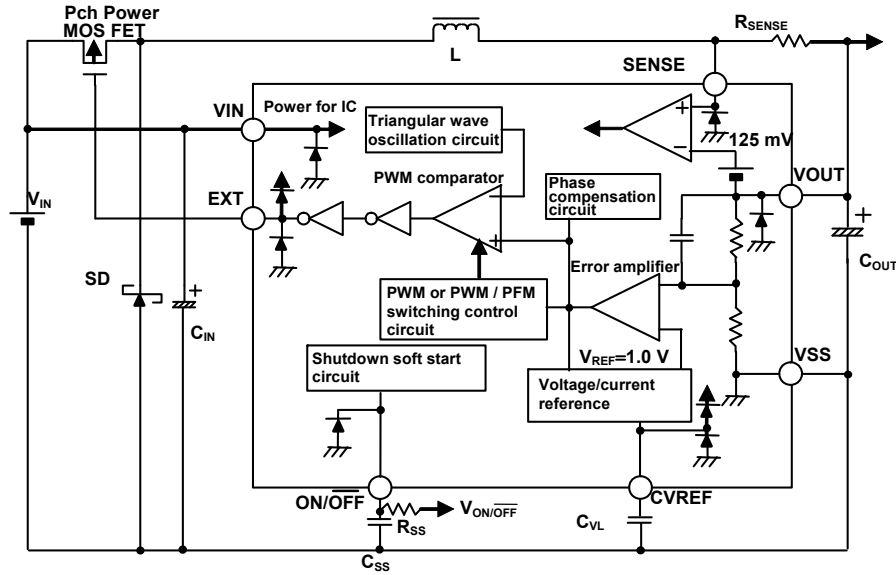 Pch Power
MOS FET
L
RSENSE
SENSE
VIN
Power for IC
Triangular wave
oscillation circuit
+
−
125 mV
VIN
EXT
PWM comparator
Phase
compensation
circuit
VOUT
+
COUT
+
Error amplifier
SD
+
CIN
PWM or PWM / PFM
switching control
circuit
VSS
Shutdown soft start
circuit
VREF=1.0 V
Voltage/current
reference
ON/OFF
CVREF
VON/OFF
RSS
CVL
CSS